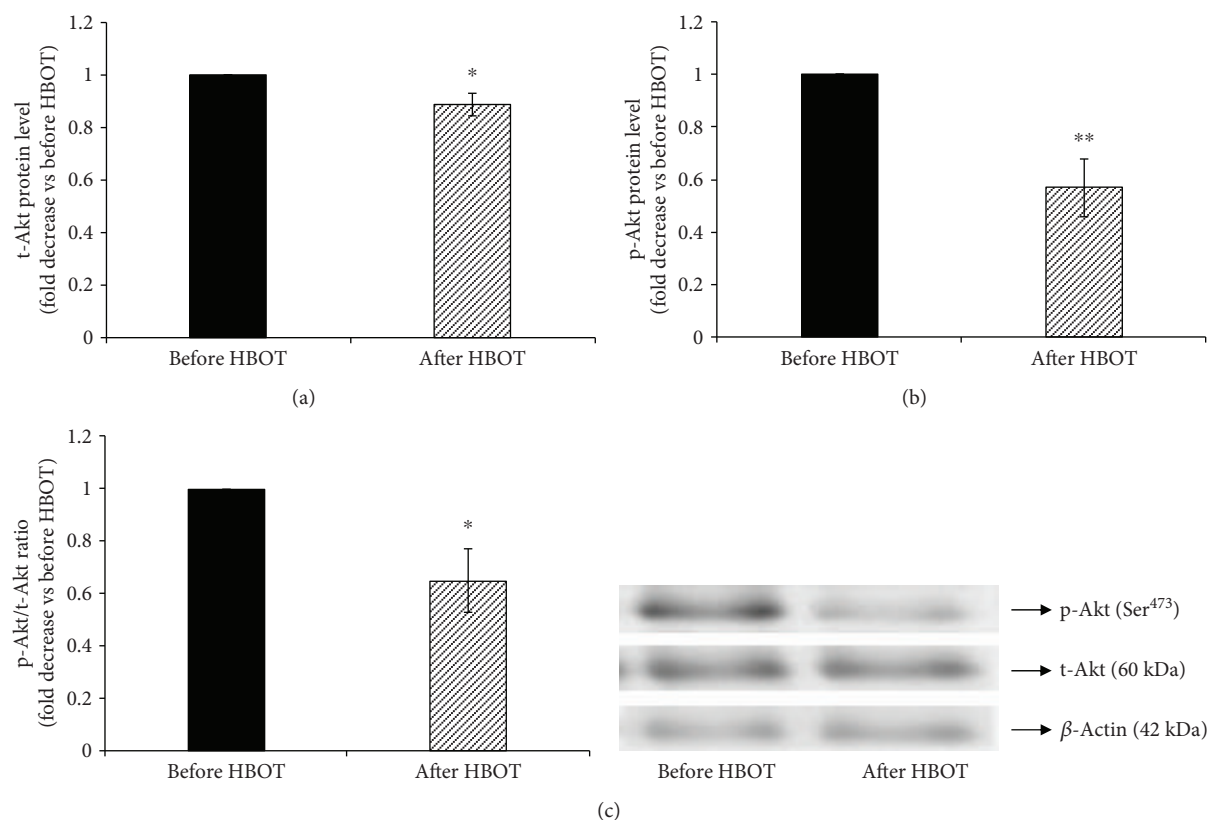 1.2
1
0.8
0.6
0.4
0.2
0
t-Akt protein level
(fold decrease vs before HBOT)
*
Before HBOT
After HBOT
(a)
1.2
1
0.8
0.6
0.4
0.2
0
p-Akt protein level
(fold decrease vs before HBOT)
**
Before HBOT
After HBOT
(b)
1.2
1
0.8
0.6
0.4
0.2
0
p-Akt/t-Akt ratio
(fold decrease vs before HBOT)
*
Before HBOT
After HBOT
p-Akt (Ser⁴⁷³)
t-Akt (60 kDa)
β-Actin (42 kDa)
Before HBOT
After HBOT
(c)